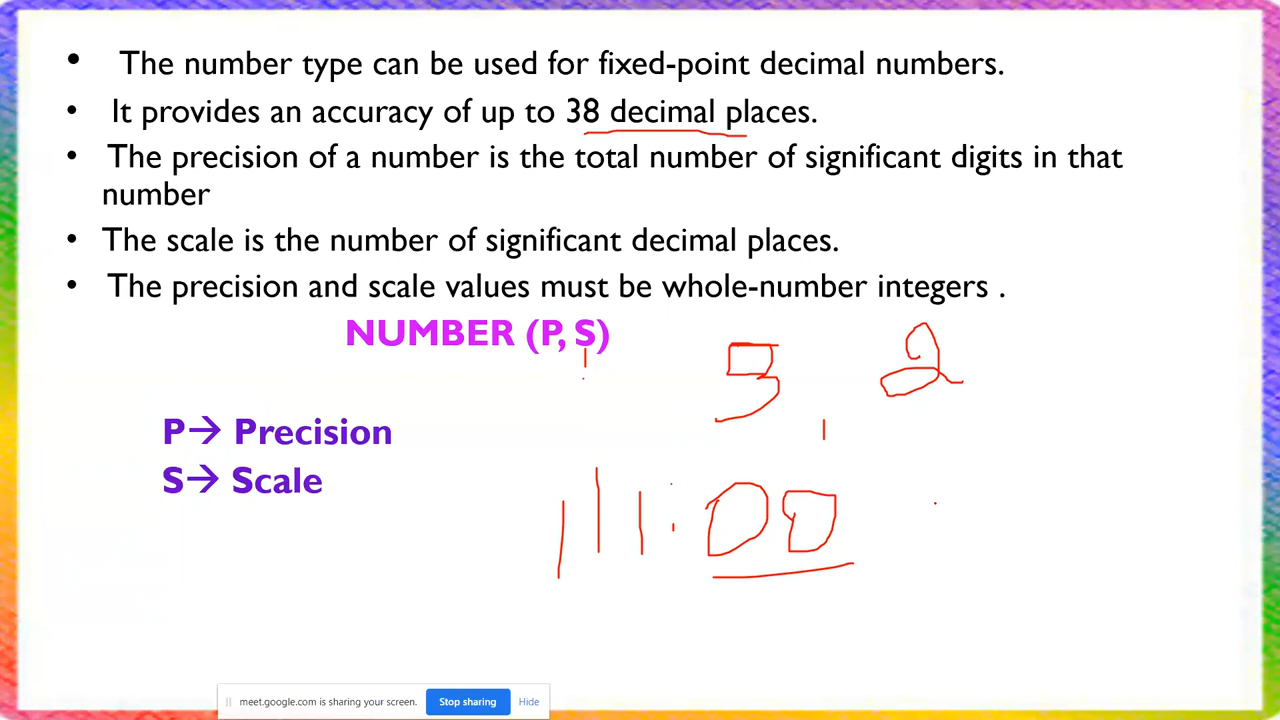 • The number type can be used for fixed-point decimal numbers.
• It provides an accuracy of up to 38 decimal places.
• The precision of a number is the total number of significant digits in that
number
• The scale is the number of significant decimal places.
• The precision and scale values must be whole-number integers .
NUMBER (P, S)
5 , 2
P→ Precision
S→ Scale
111.00
meet.google.com is sharing your screen. Stop sharing Hide